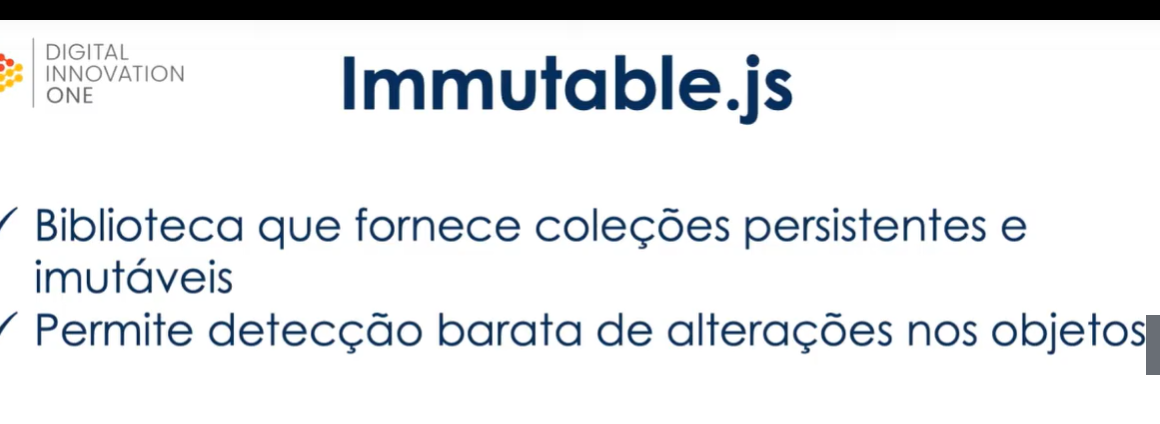 DIGITAL
INNOVATION
ONE
Immutable.js
✓ Biblioteca que fornece coleções persistentes e
imutáveis
✓ Permite detecção barata de alterações nos objetos